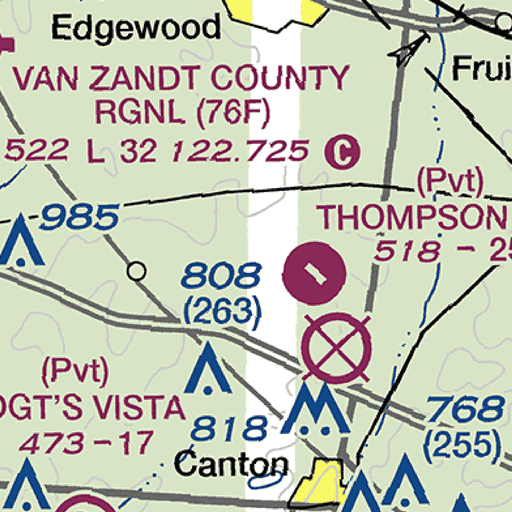 Edgewood
Frui
VAN ZANDT COUNTY
RGNL (76F)
522 L 32 122.725 C
(Pvt)
THOMPSON
518 - 25
985
808
(263)
(Pvt)
OGT'S VISTA
473-17
818
768
(255)
Canton